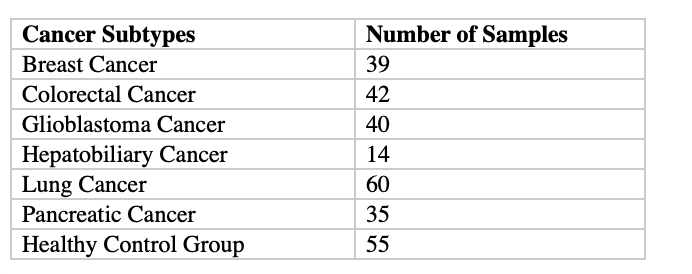 Cancer Subtypes Number of Samples
Breast Cancer 39
Colorectal Cancer 42
Glioblastoma Cancer 40
Hepatobiliary Cancer 14
Lung Cancer 60
Pancreatic Cancer 35
Healthy Control Group 55